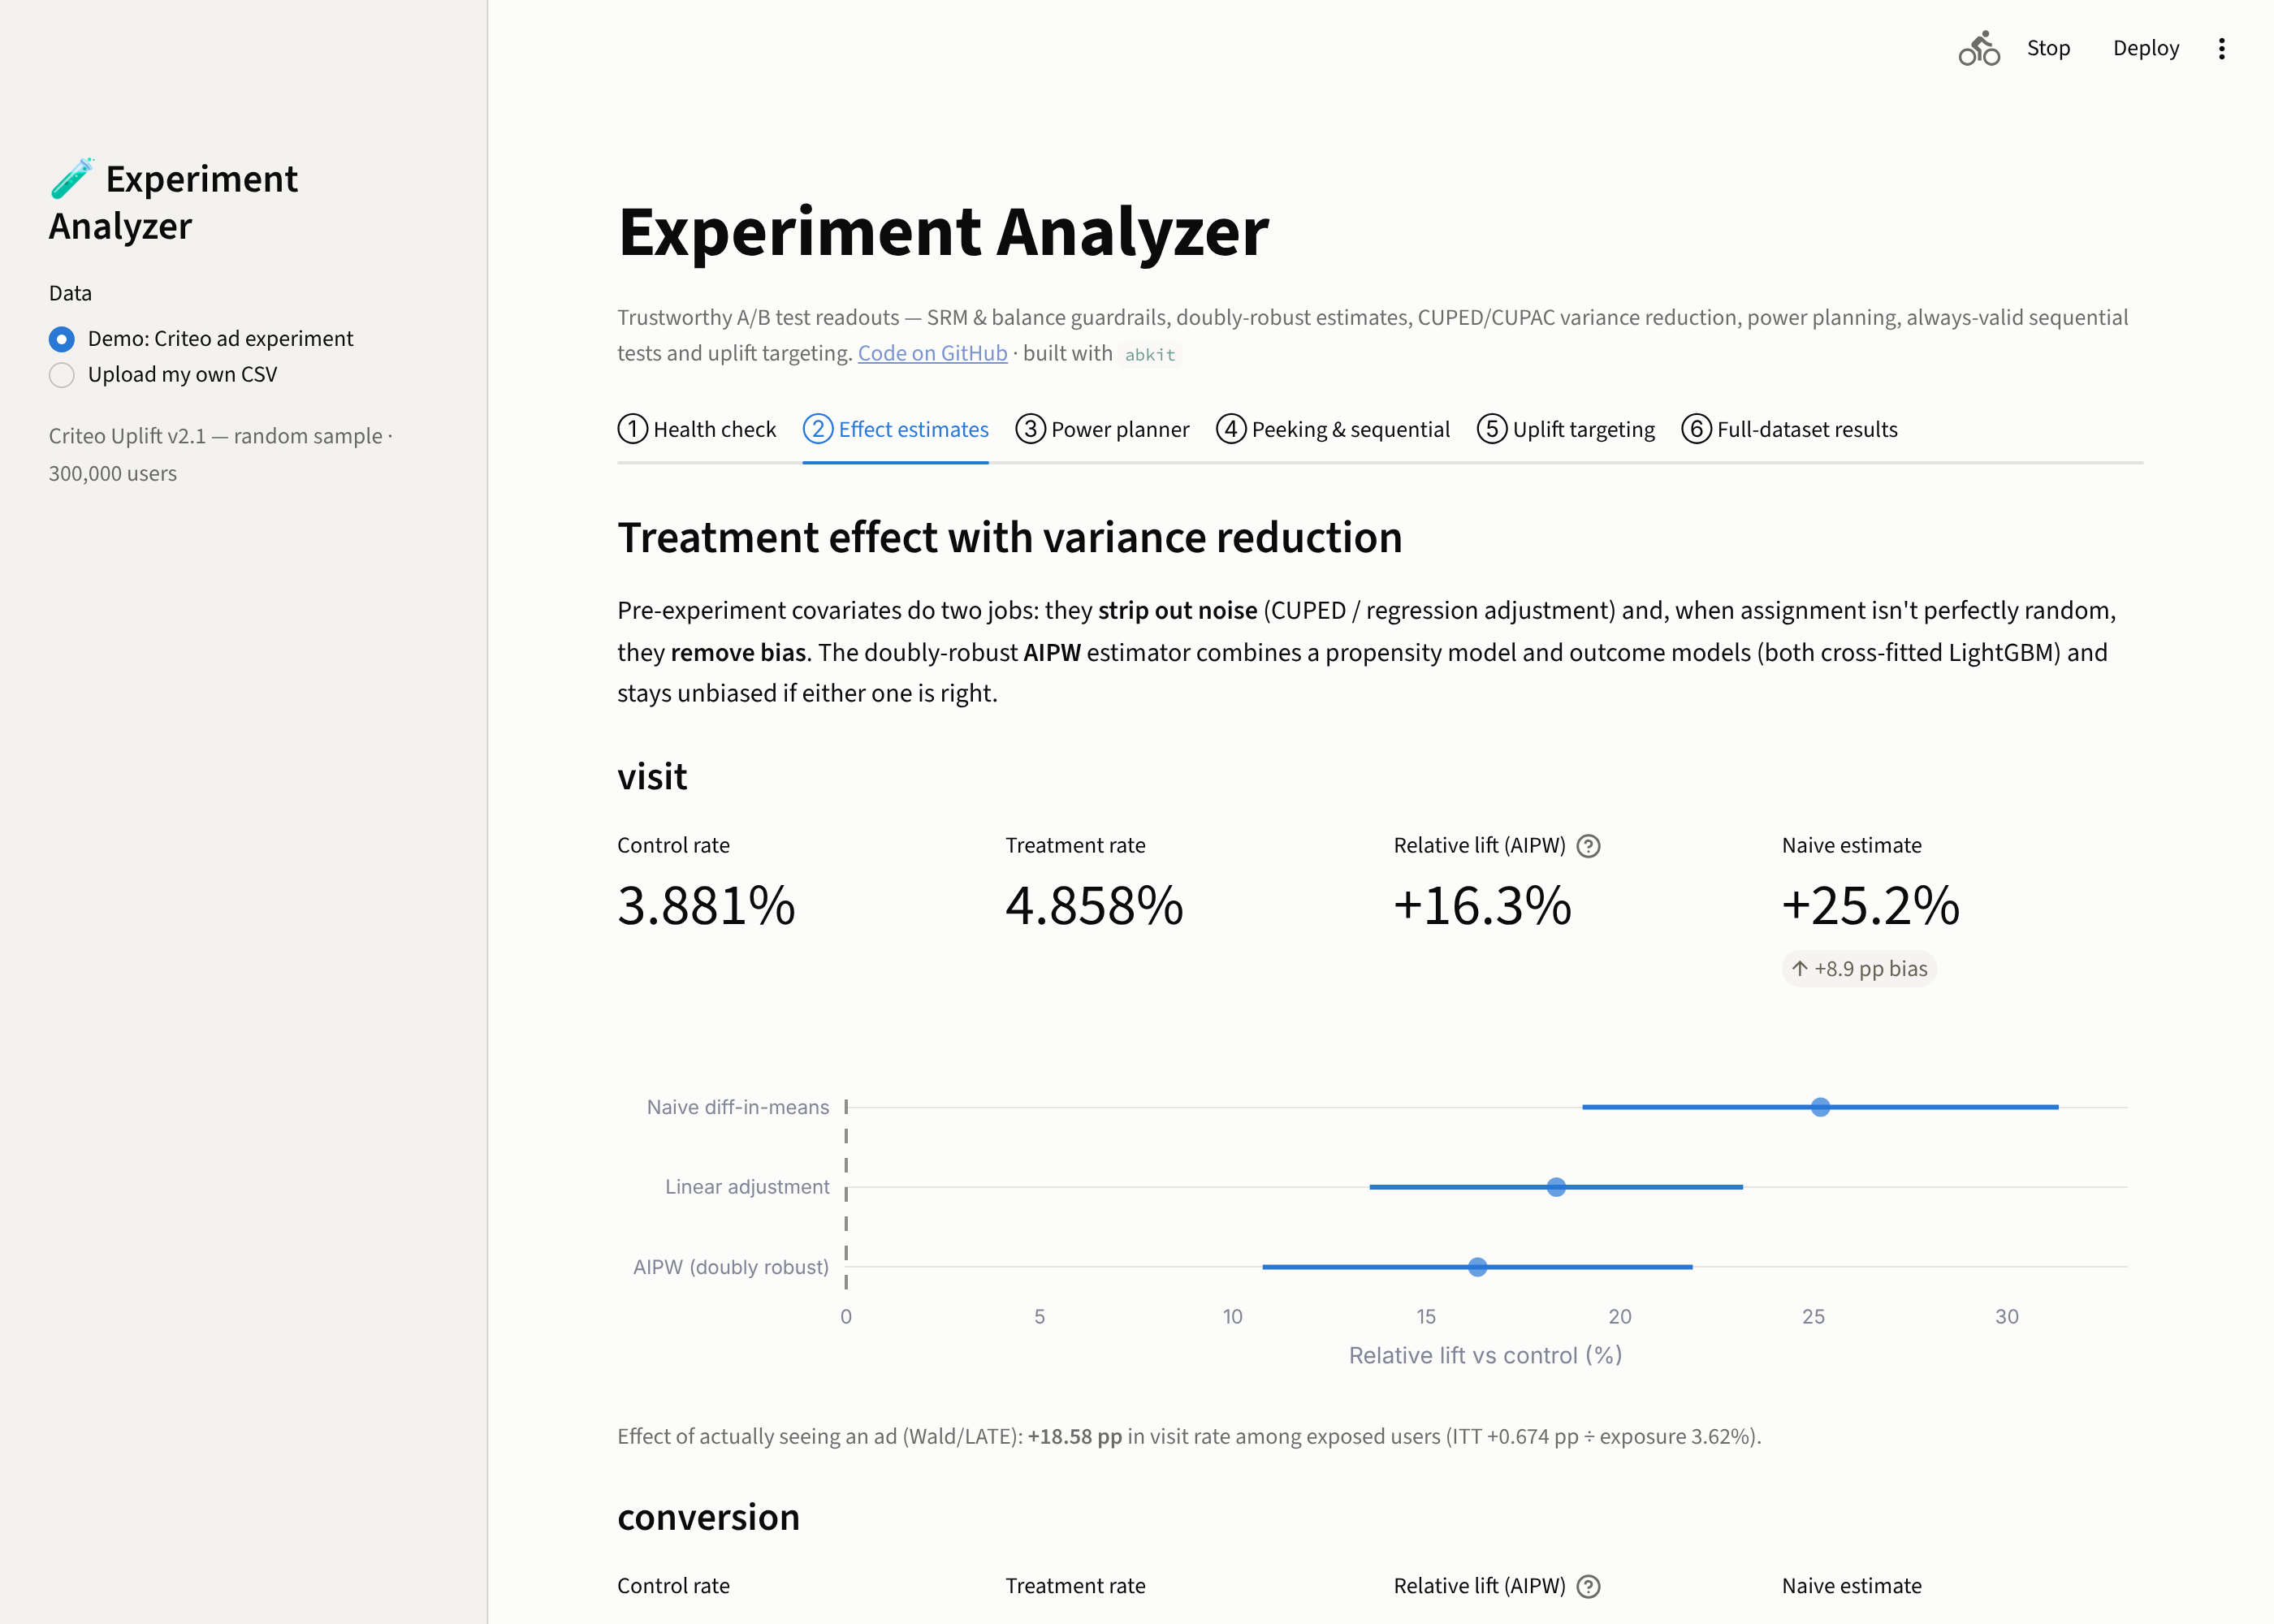 Stop Deploy
🧪 Experiment
Analyzer
Data
Demo: Criteo ad experiment
Upload my own CSV
Criteo Uplift v2.1 — random sample ·
300,000 users
Experiment Analyzer
Trustworthy A/B test readouts — SRM & balance guardrails, doubly-robust estimates, CUPED/CUPAC variance reduction, power planning, always-valid sequential
tests and uplift targeting. Code on GitHub · built with abkit
① Health check ② Effect estimates ③ Power planner ④ Peeking & sequential ⑤ Uplift targeting ⑥ Full-dataset results
Treatment effect with variance reduction
Pre-experiment covariates do two jobs: they strip out noise (CUPED / regression adjustment) and, when assignment isn't perfectly random,
they remove bias. The doubly-robust AIPW estimator combines a propensity model and outcome models (both cross-fitted LightGBM) and
stays unbiased if either one is right.
visit
Control rate Treatment rate Relative lift (AIPW) Naive estimate
3.881% 4.858% +16.3% +25.2%
↑ +8.9 pp bias
Naive diff-in-means
Linear adjustment
AIPW (doubly robust)
0 5 10 15 20 25 30
Relative lift vs control (%)
Effect of actually seeing an ad (Wald/LATE): +18.58 pp in visit rate among exposed users (ITT +0.674 pp ÷ exposure 3.62%).
conversion
Control rate Treatment rate Relative lift (AIPW) Naive estimate